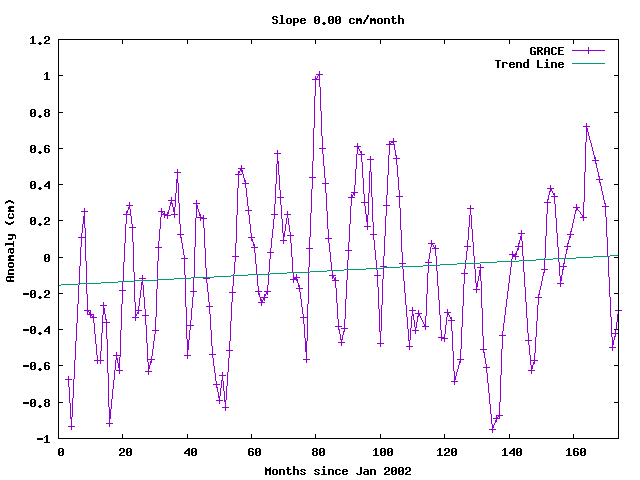 Slope 0.00 cm/month
1.2
GRACE
Trend Line
1
0.8
0.6
0.4
0.2
0
-0.2
-0.4
-0.6
-0.8
-1
Anomaly (cm)
0 20 40 60 80 100 120 140 160
Months since Jan 2002